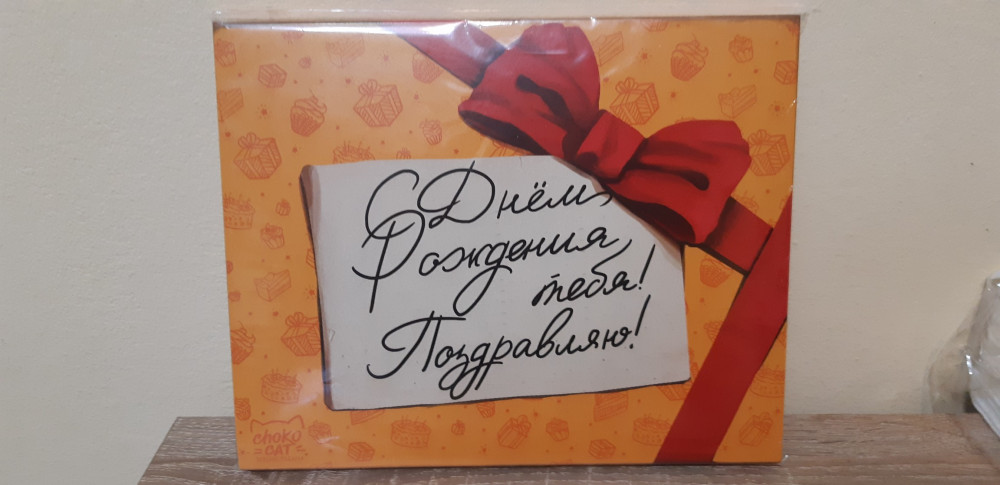 С Днём
Рождения
тебя!
Поздравляю!
choko
CAT